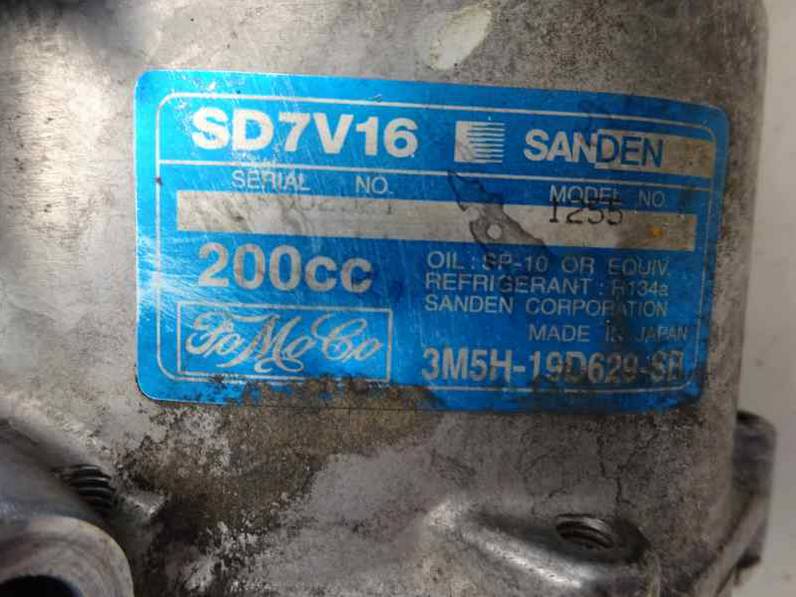 SD7V16 SANDEN
SERIAL NO. MODEL NO.
1255
200cc
OIL : SP-10 OR EQUIV.
REFRIGERANT : R134a
SANDEN CORPORATION
MADE IN JAPAN
FoMoCo
3M5H-19D629-SB